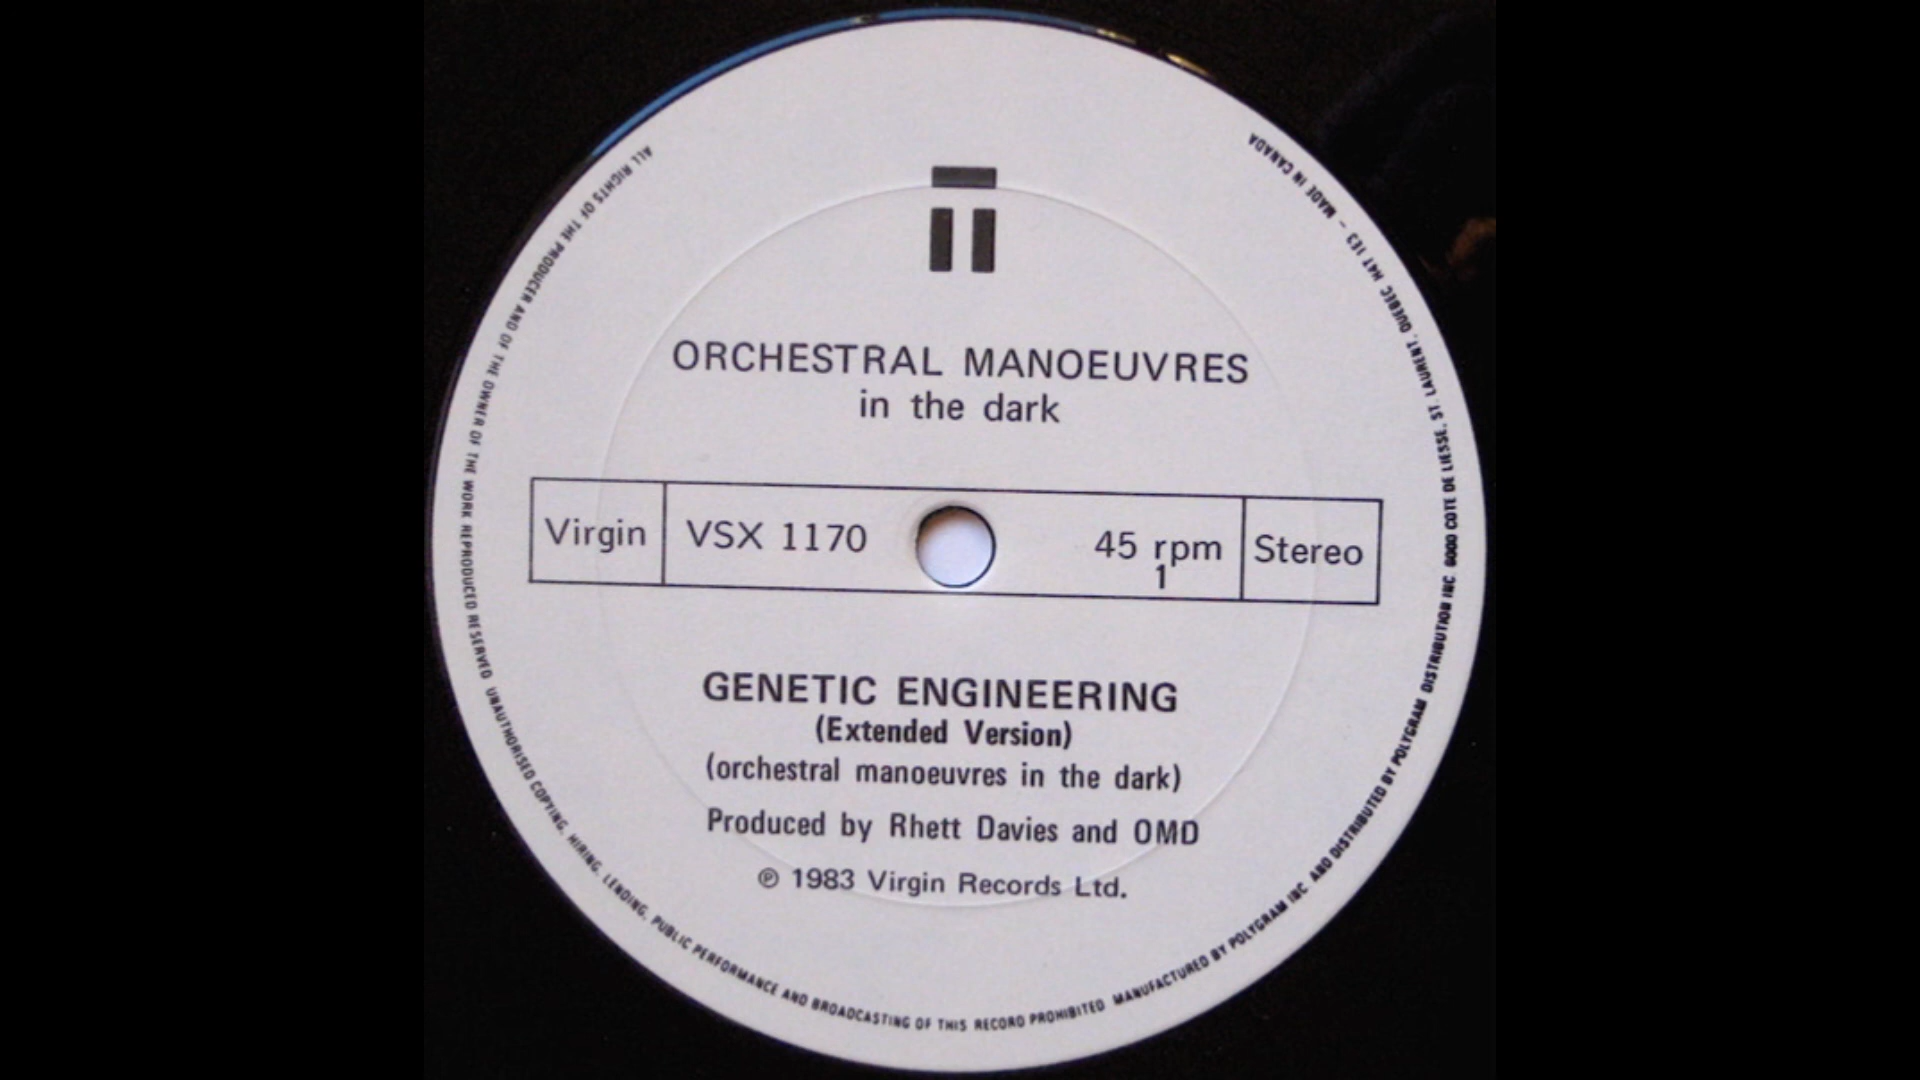 ORCHESTRAL MANOEUVRES
in the dark
Virgin VSX 1170 45 rpm Stereo
1
GENETIC ENGINEERING
(Extended Version)
(orchestral manoeuvres in the dark)
Produced by Rhett Davies and OMD
℗ 1983 Virgin Records Ltd.
ALL RIGHTS OF THE PRODUCER AND OF THE OWNER OF THE WORK REPRODUCED RESERVED UNAUTHORISED COPYING, HIRING, LENDING, PUBLIC PERFORMANCE AND BROADCASTING OF THIS RECORD PROHIBITED MANUFACTURED BY POLYGRAM INC AND DISTRIBUTED BY POLYGRAM DISTRIBUTION INC 6000 COTE DE LIESSE, ST. LAURENT, QUEBEC H4T 1E3 – MADE IN CANADA